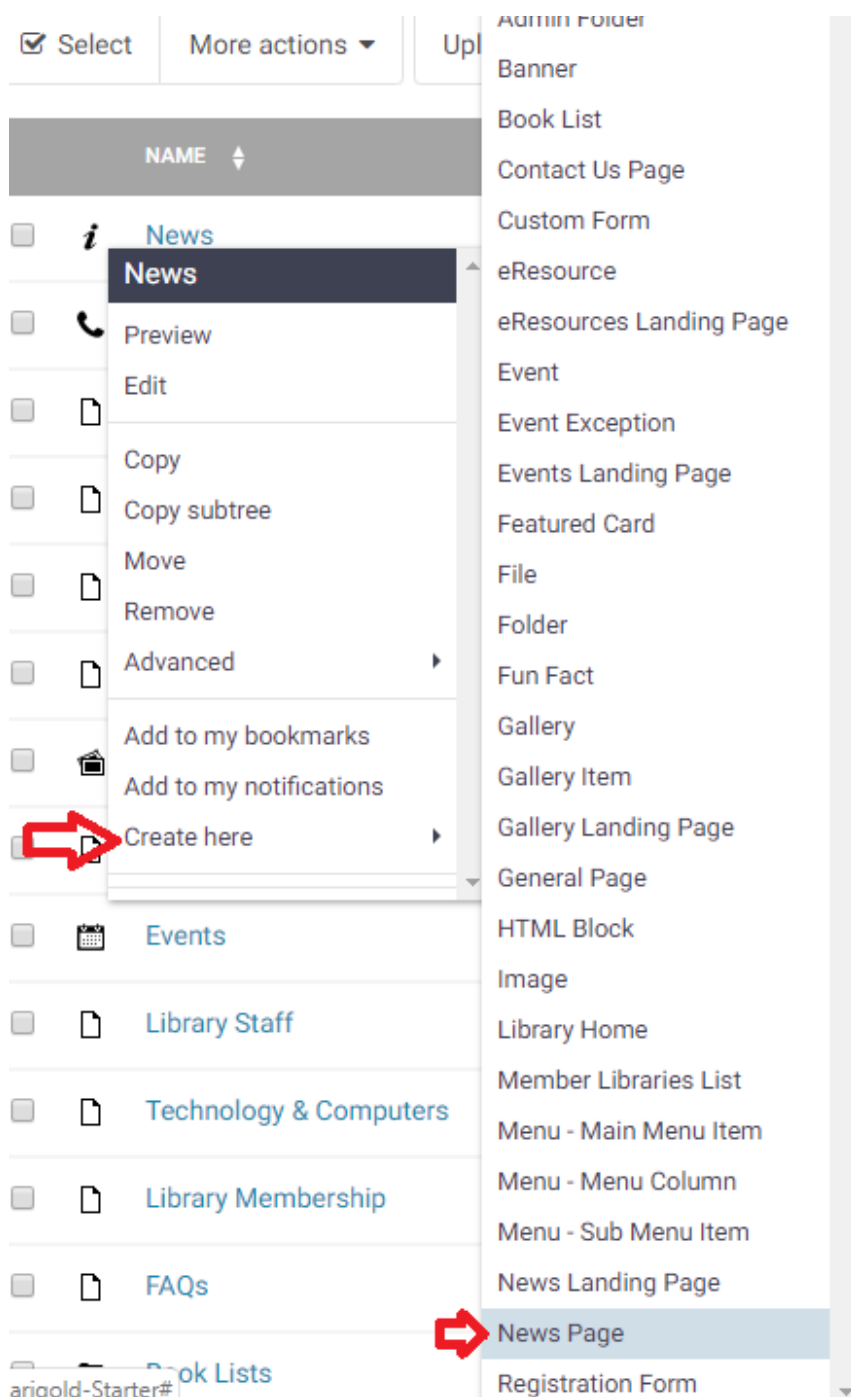 Select
More actions
Upl
NAME
News
News
Preview
Edit
Copy
Copy subtree
Move
Remove
Advanced
Add to my bookmarks
Add to my notifications
Create here
Events
Library Staff
Technology & Computers
Library Membership
FAQs
Book Lists
arigold-Starter#
Admin Folder
Banner
Book List
Contact Us Page
Custom Form
eResource
eResources Landing Page
Event
Event Exception
Events Landing Page
Featured Card
File
Folder
Fun Fact
Gallery
Gallery Item
Gallery Landing Page
General Page
HTML Block
Image
Library Home
Member Libraries List
Menu - Main Menu Item
Menu - Menu Column
Menu - Sub Menu Item
News Landing Page
News Page
Registration Form